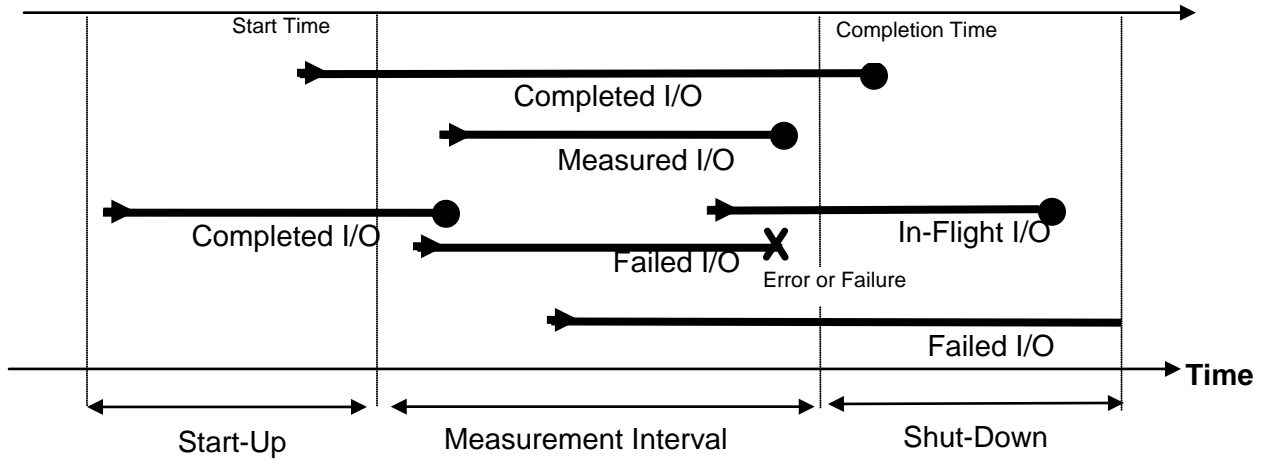 Start Time
Completion Time
Completed I/O
Measured I/O
Completed I/O
In-Flight I/O
Failed I/O
Error or Failure
Failed I/O
Time
Start-Up
Measurement Interval
Shut-Down